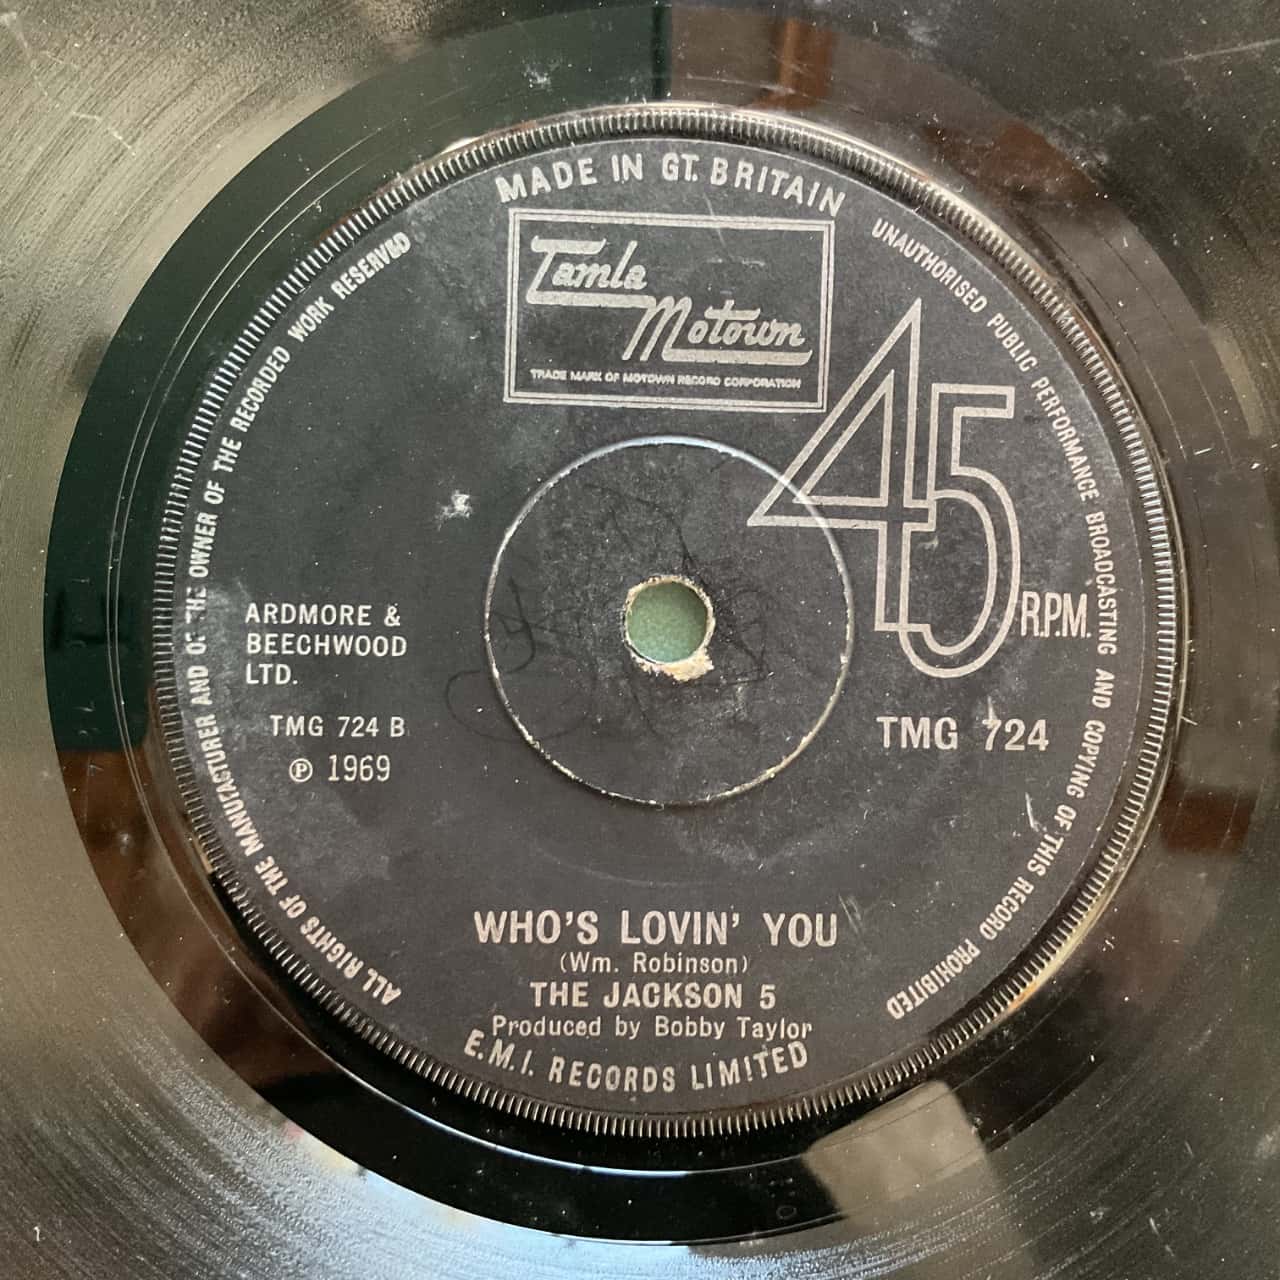 MADE IN GT. BRITAIN
Tamla
Motown
TRADE MARK OF MOTOWN RECORD CORPORATION
45
R.P.M.
ARDMORE &
BEECHWOOD
LTD.
TMG 724 B
℗ 1969
TMG 724
WHO'S LOVIN' YOU
(Wm. Robinson)
THE JACKSON 5
Produced by Bobby Taylor
E.M.I. RECORDS LIMITED
ALL RIGHTS OF THE MANUFACTURER AND OF THE OWNER OF THE RECORDED WORK RESERVED
UNAUTHORISED PUBLIC PERFORMANCE BROADCASTING AND COPYING OF THIS RECORD PROHIBITED